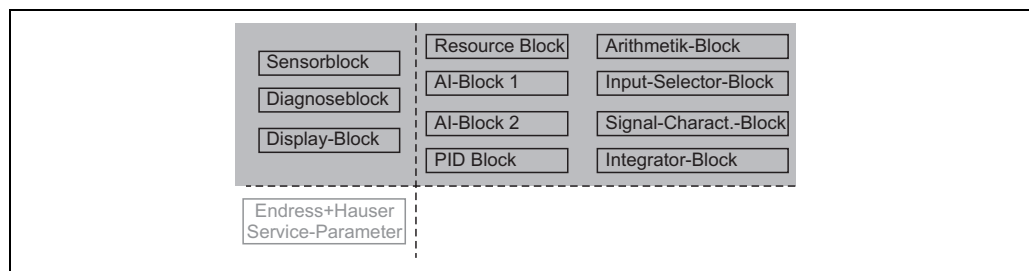 Sensorblock
Diagnoseblock
Display-Block
Resource Block
AI-Block 1
AI-Block 2
PID Block
Arithmetik-Block
Input-Selector-Block
Signal-Charact.-Block
Integrator-Block
Endress+Hauser
Service-Parameter